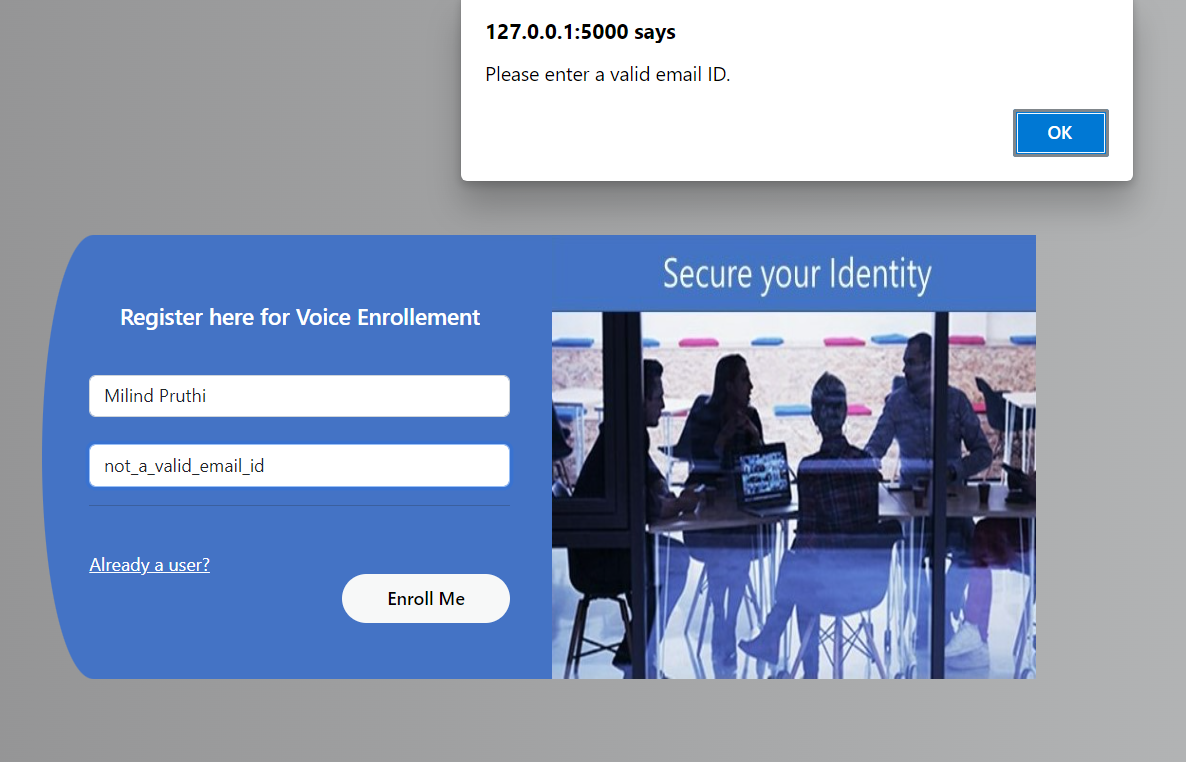 127.0.0.1:5000 says
Please enter a valid email ID.
OK
Secure your Identity
Register here for Voice Enrollement
Milind Pruthi
not_a_valid_email_id
Already a user?
Enroll Me